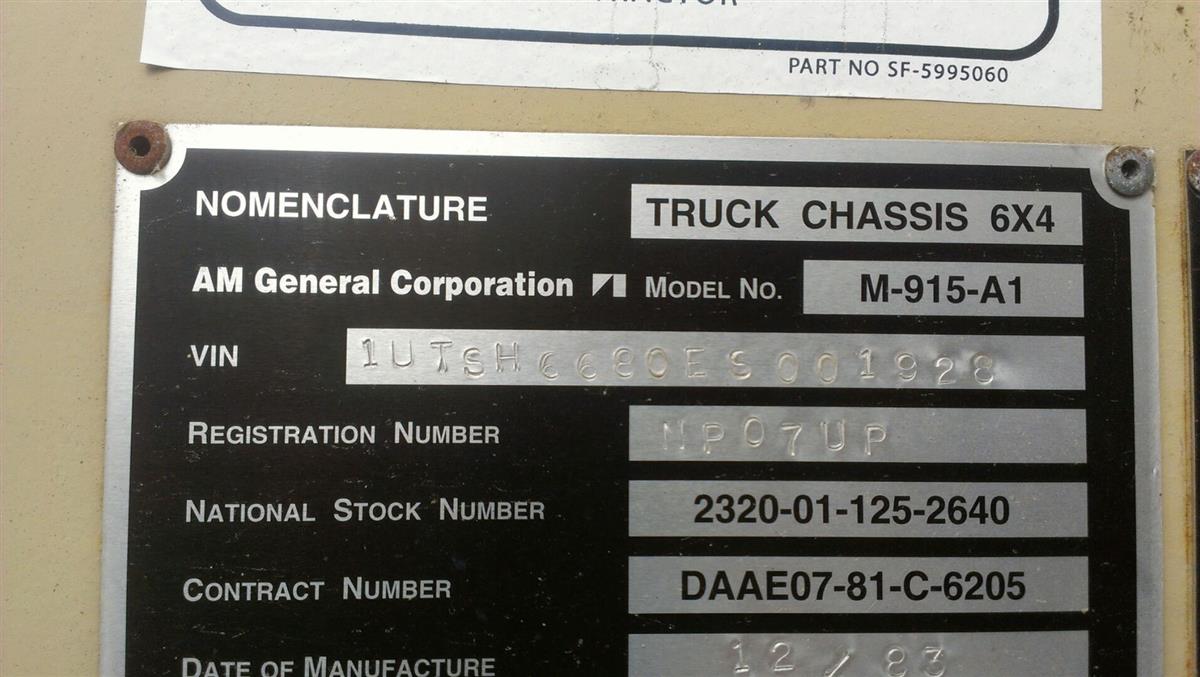 PART NO SF-5995060
NOMENCLATURE TRUCK CHASSIS 6X4
AM General Corporation MODEL NO. M-915-A1
VIN 1UTSH6680ES001928
REGISTRATION NUMBER NP07UP
NATIONAL STOCK NUMBER 2320-01-125-2640
CONTRACT NUMBER DAAE07-81-C-6205
DATE OF MANUFACTURE 12/83